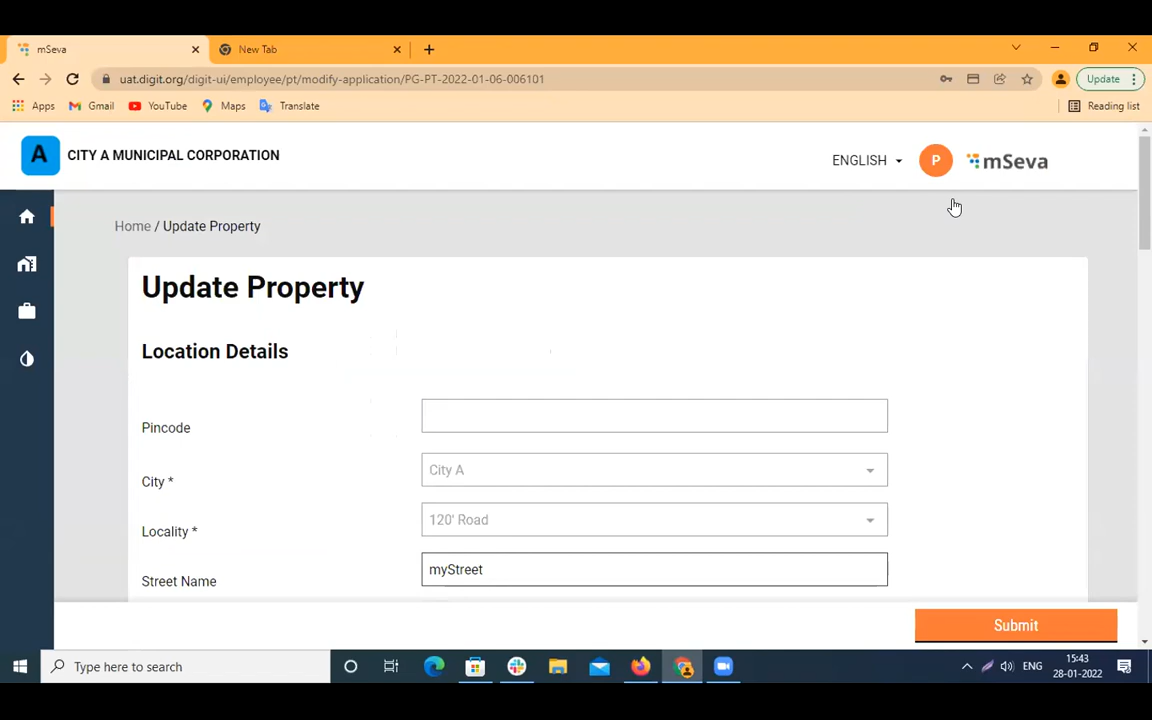 mSeva
New Tab
uat.digit.org/digit-ui/employee/pt/modify-application/PG-PT-2022-01-06-006101
Update
Apps
Gmail
YouTube
Maps
Translate
Reading list
A
CITY A MUNICIPAL CORPORATION
ENGLISH
P
mSeva
Home / Update Property
Update Property
Location Details
Pincode
City *
City A
Locality *
120' Road
Street Name
myStreet
Submit
Type here to search
ENG
15:43
28-01-2022